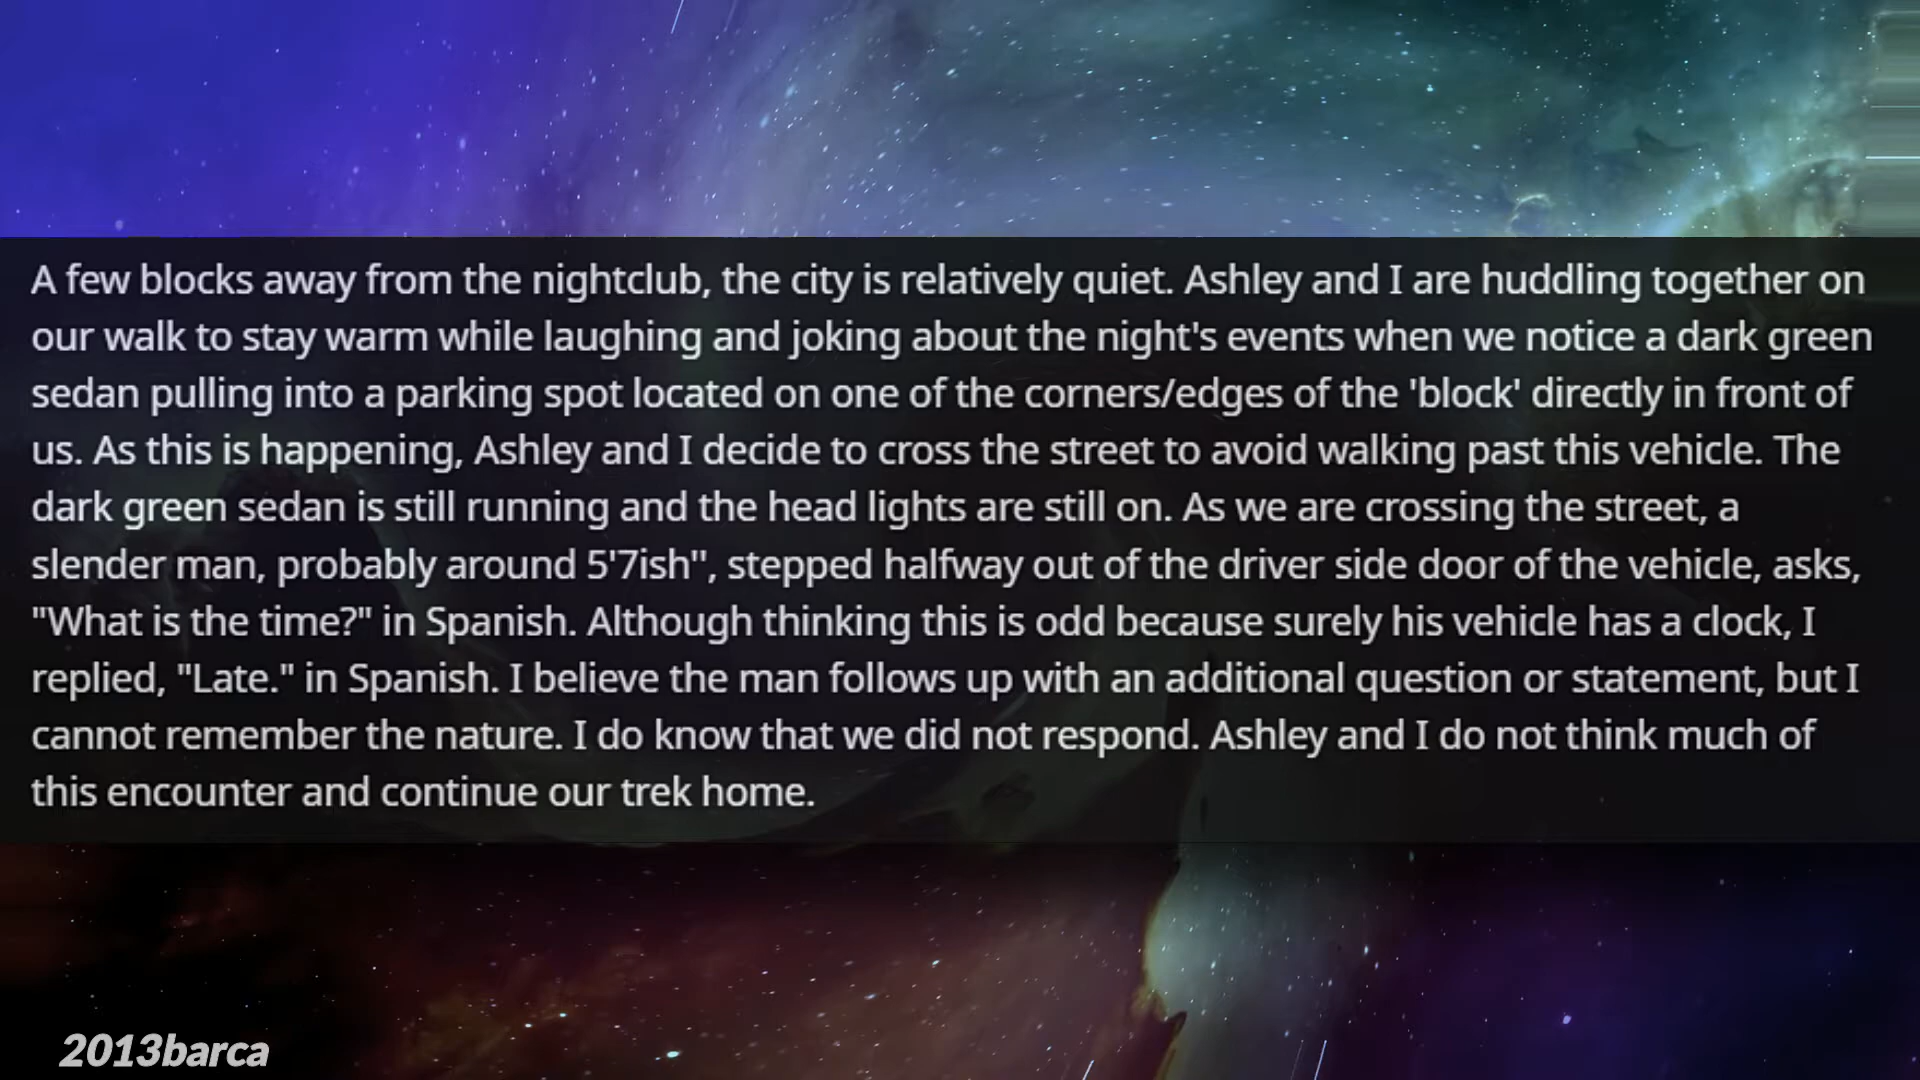 A few blocks away from the nightclub, the city is relatively quiet. Ashley and I are huddling together on
our walk to stay warm while laughing and joking about the night's events when we notice a dark green
sedan pulling into a parking spot located on one of the corners/edges of the 'block' directly in front of
us. As this is happening, Ashley and I decide to cross the street to avoid walking past this vehicle. The
dark green sedan is still running and the head lights are still on. As we are crossing the street, a
slender man, probably around 5'7ish", stepped halfway out of the driver side door of the vehicle, asks,
"What is the time?" in Spanish. Although thinking this is odd because surely his vehicle has a clock, I
replied, "Late." in Spanish. I believe the man follows up with an additional question or statement, but I
cannot remember the nature. I do know that we did not respond. Ashley and I do not think much of
this encounter and continue our trek home.
2013barca